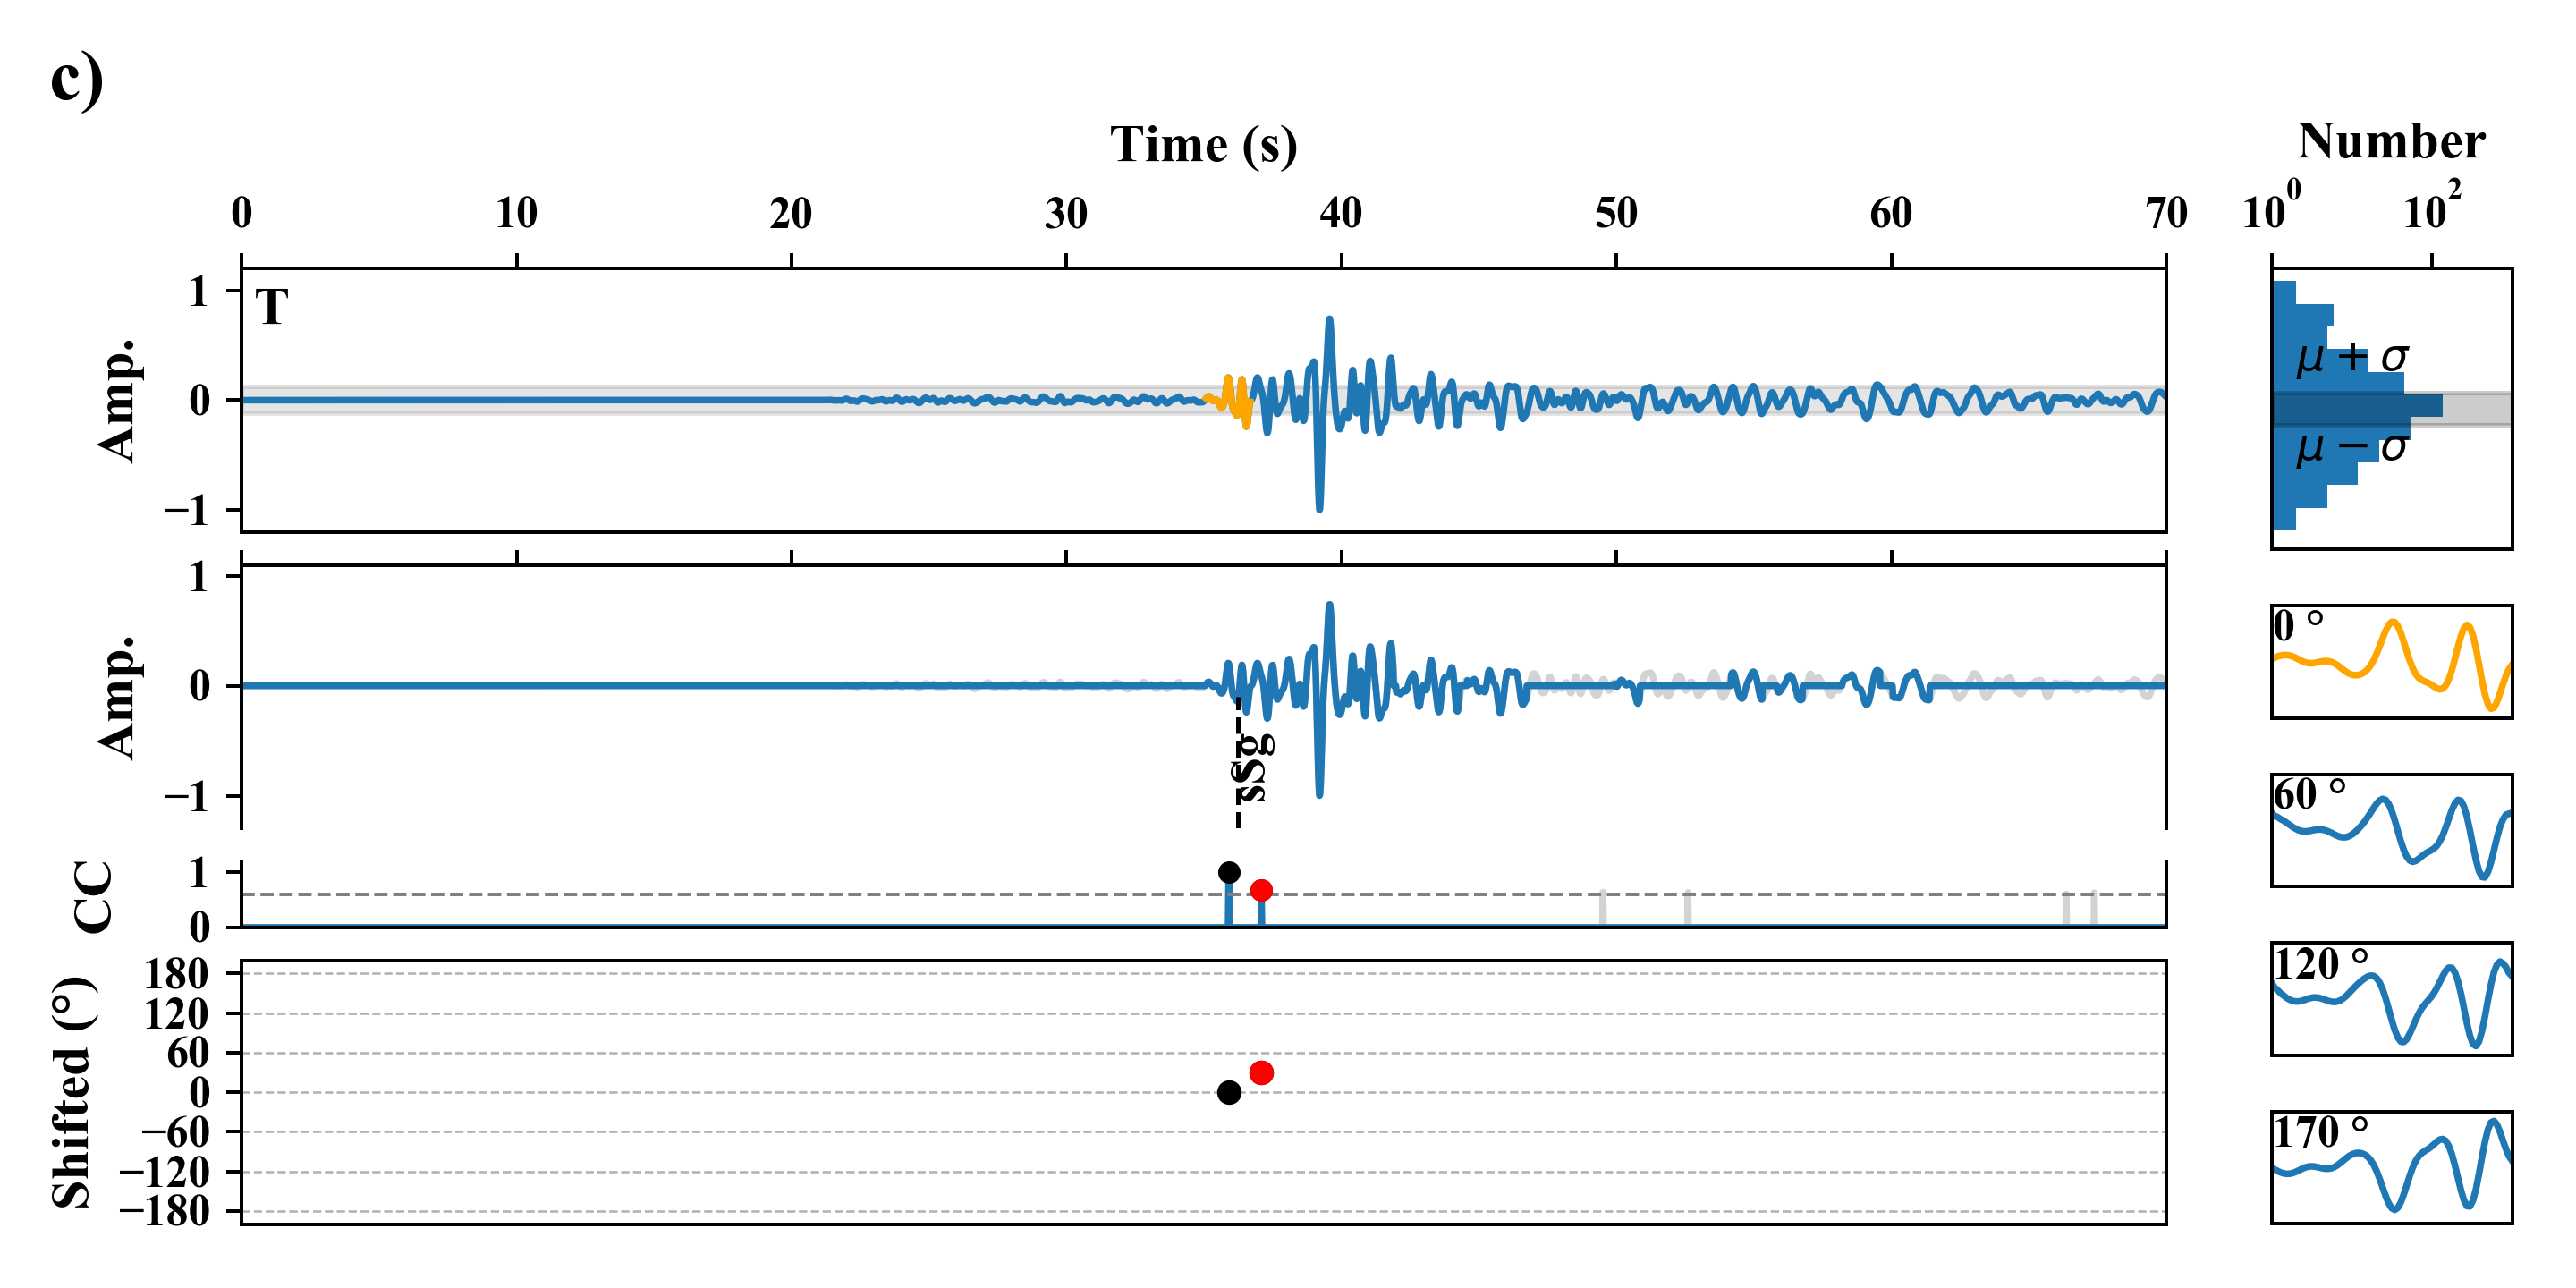 c)
Time (s)
Number
0 10 20 30 40 50 60 70
10^0 10^2
Amp.
1
0
−1
T
μ + σ
μ − σ
Amp.
1
0
−1
sSg
0 °
60 °
CC
1
0
120 °
Shifted (°)
180
120
60
0
−60
−120
−180
170 °